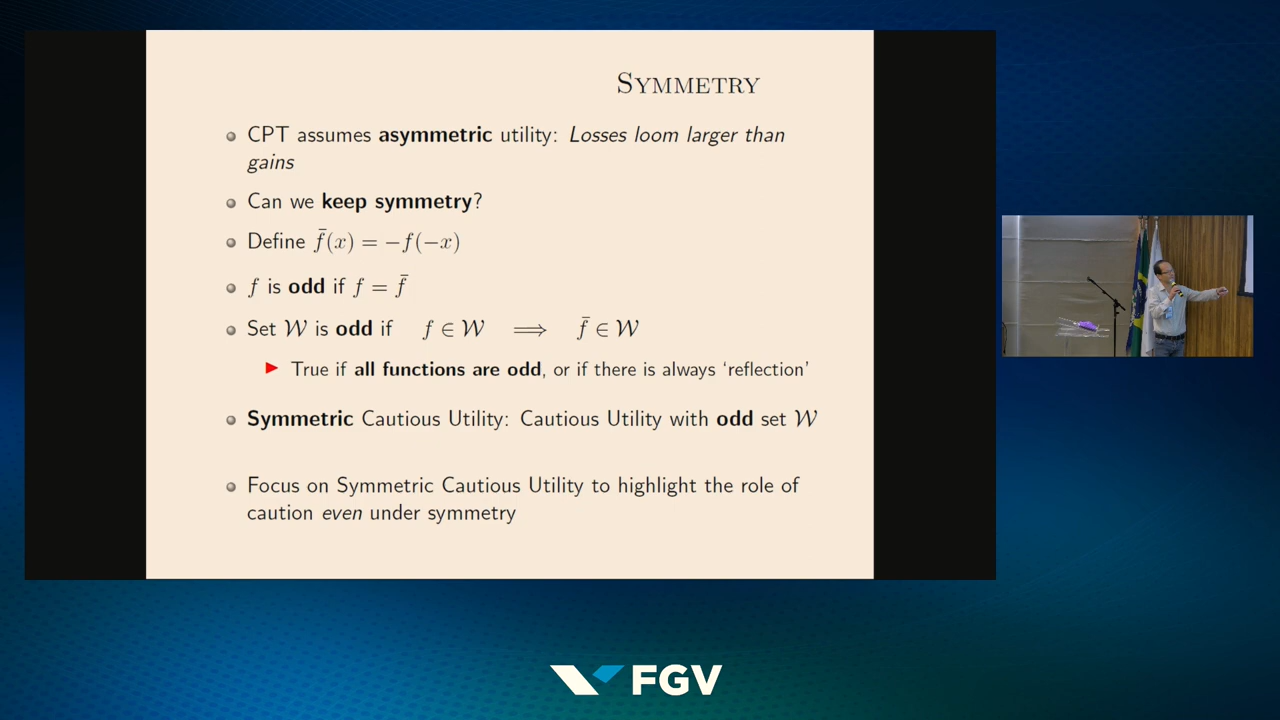 SYMMETRY
CPT assumes asymmetric utility: Losses loom larger than
gains
Can we keep symmetry?
Define f̄(x) = −f(−x)
f is odd if f = f̄
Set 𝒲 is odd if f ∈ 𝒲 ⟹ f̄ ∈ 𝒲
True if all functions are odd, or if there is always ‘reflection’
Symmetric Cautious Utility: Cautious Utility with odd set 𝒲
Focus on Symmetric Cautious Utility to highlight the role of
caution even under symmetry
FGV